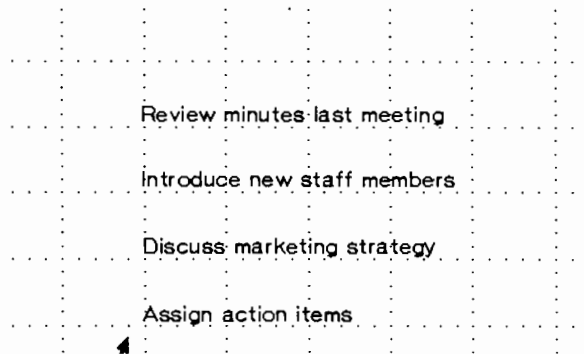 Review minutes last meeting
Introduce new staff members
Discuss marketing strategy
Assign action items